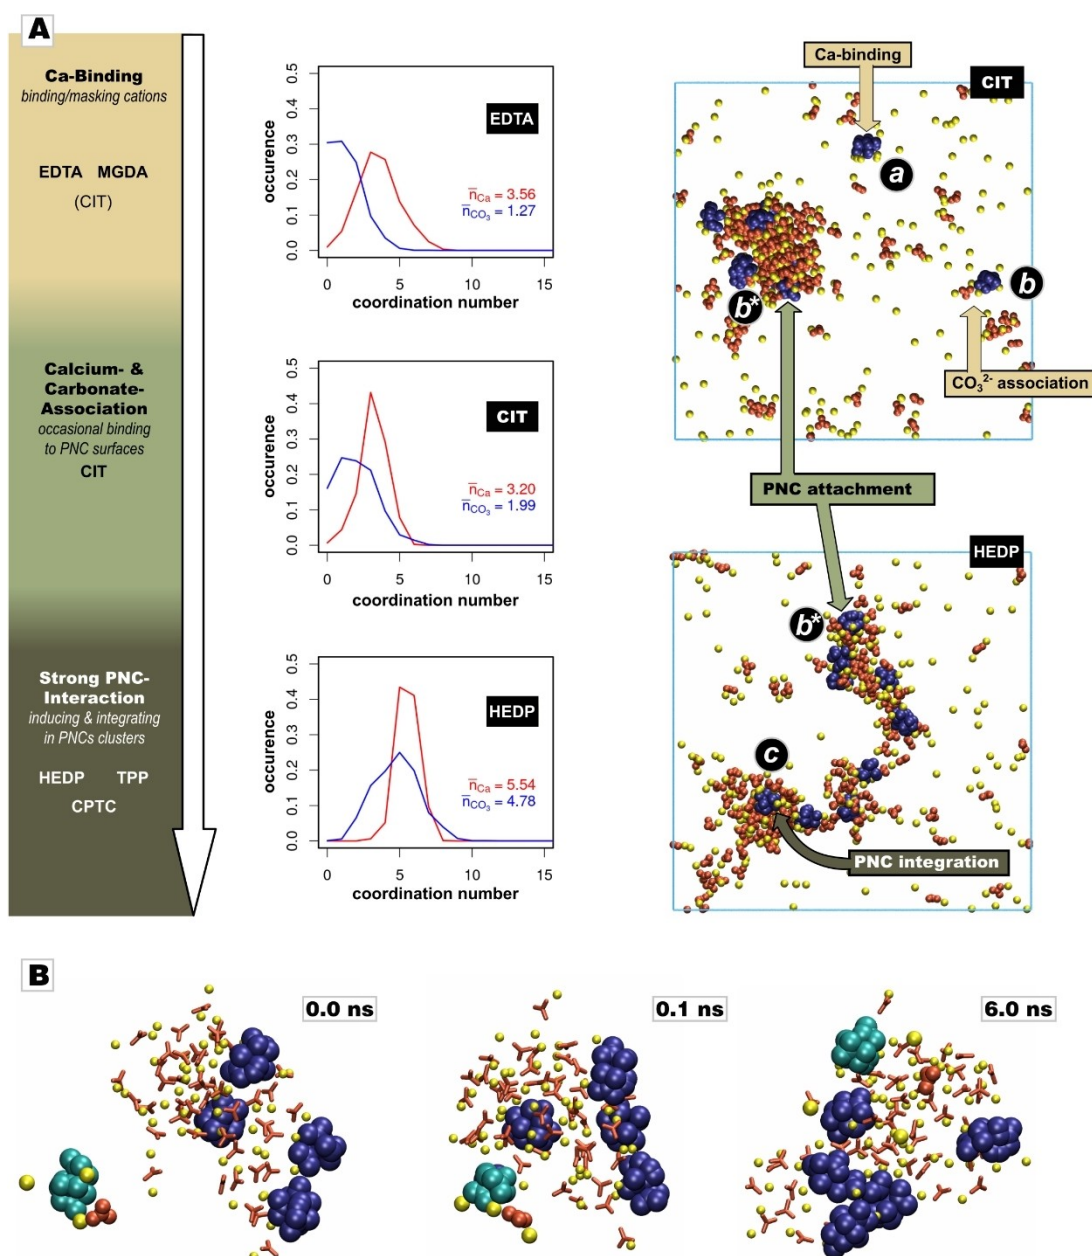 A
Ca-Binding
binding/masking cations
EDTA MGDA
(CIT)
Calcium- &
Carbonate-
Association
occasional binding
to PNC surfaces
CIT
Strong PNC-
Interaction
inducing & integrating
in PNCs clusters
HEDP TPP
CPTC
occurence
0.5
0.4
0.3
0.2
0.1
0.0
EDTA
n̅Ca = 3.56
n̅CO3 = 1.27
0 5 10 15
coordination number
occurence
0.5
0.4
0.3
0.2
0.1
0.0
CIT
n̅Ca = 3.20
n̅CO3 = 1.99
0 5 10 15
coordination number
occurence
0.5
0.4
0.3
0.2
0.1
0.0
HEDP
n̅Ca = 5.54
n̅CO3 = 4.78
0 5 10 15
coordination number
Ca-binding
CIT
a
b
b*
CO3²⁻ association
PNC attachment
HEDP
b*
c
PNC integration
B
0.0 ns
0.1 ns
6.0 ns